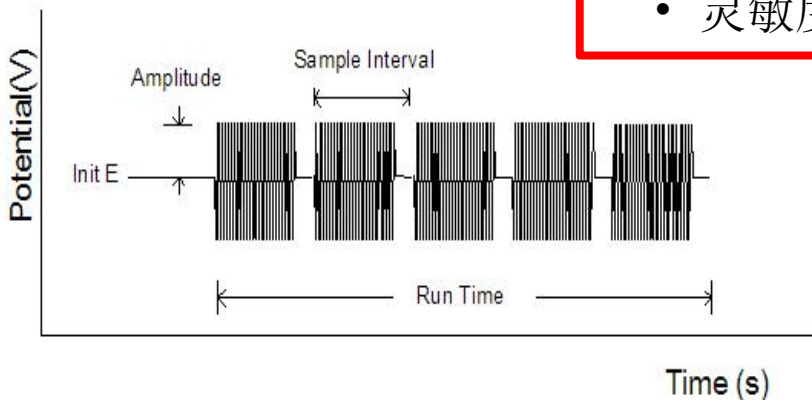 • 灵敏度
Potential(V)
Amplitude
Sample Interval
Init E
Run Time
Time (s)